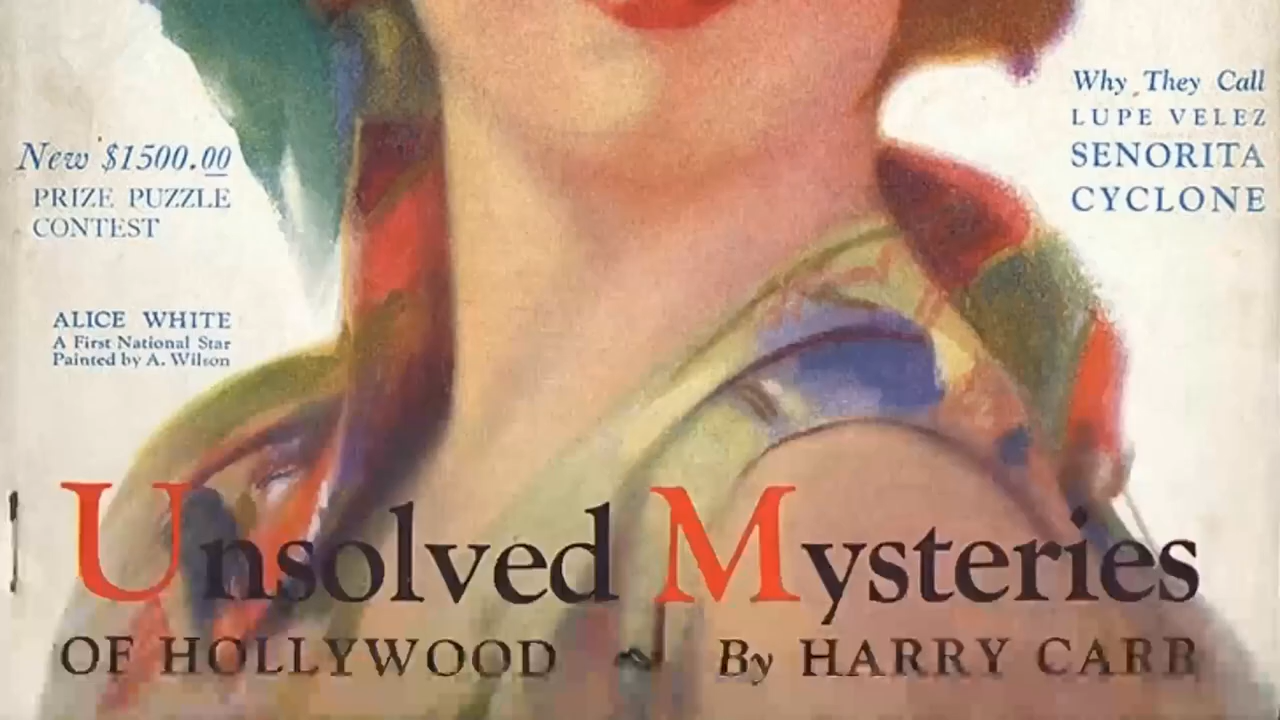 New $1500.00
PRIZE PUZZLE
CONTEST
ALICE WHITE
A First National Star
Painted by A. Wilson
Why They Call
LUPE VELEZ
SENORITA
CYCLONE
Unsolved Mysteries
OF HOLLYWOOD ~ By HARRY CARR